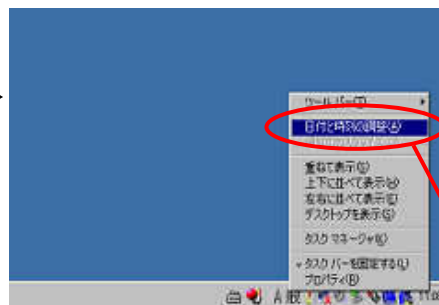 ツール バー(T)
日付と時刻の調整(A)
重ねて表示(S)
上下に並べて表示(H)
左右に並べて表示(E)
デスクトップを表示(S)
タスク マネージャ(K)
タスク バーを固定する(L)
プロパティ(R)
A 般